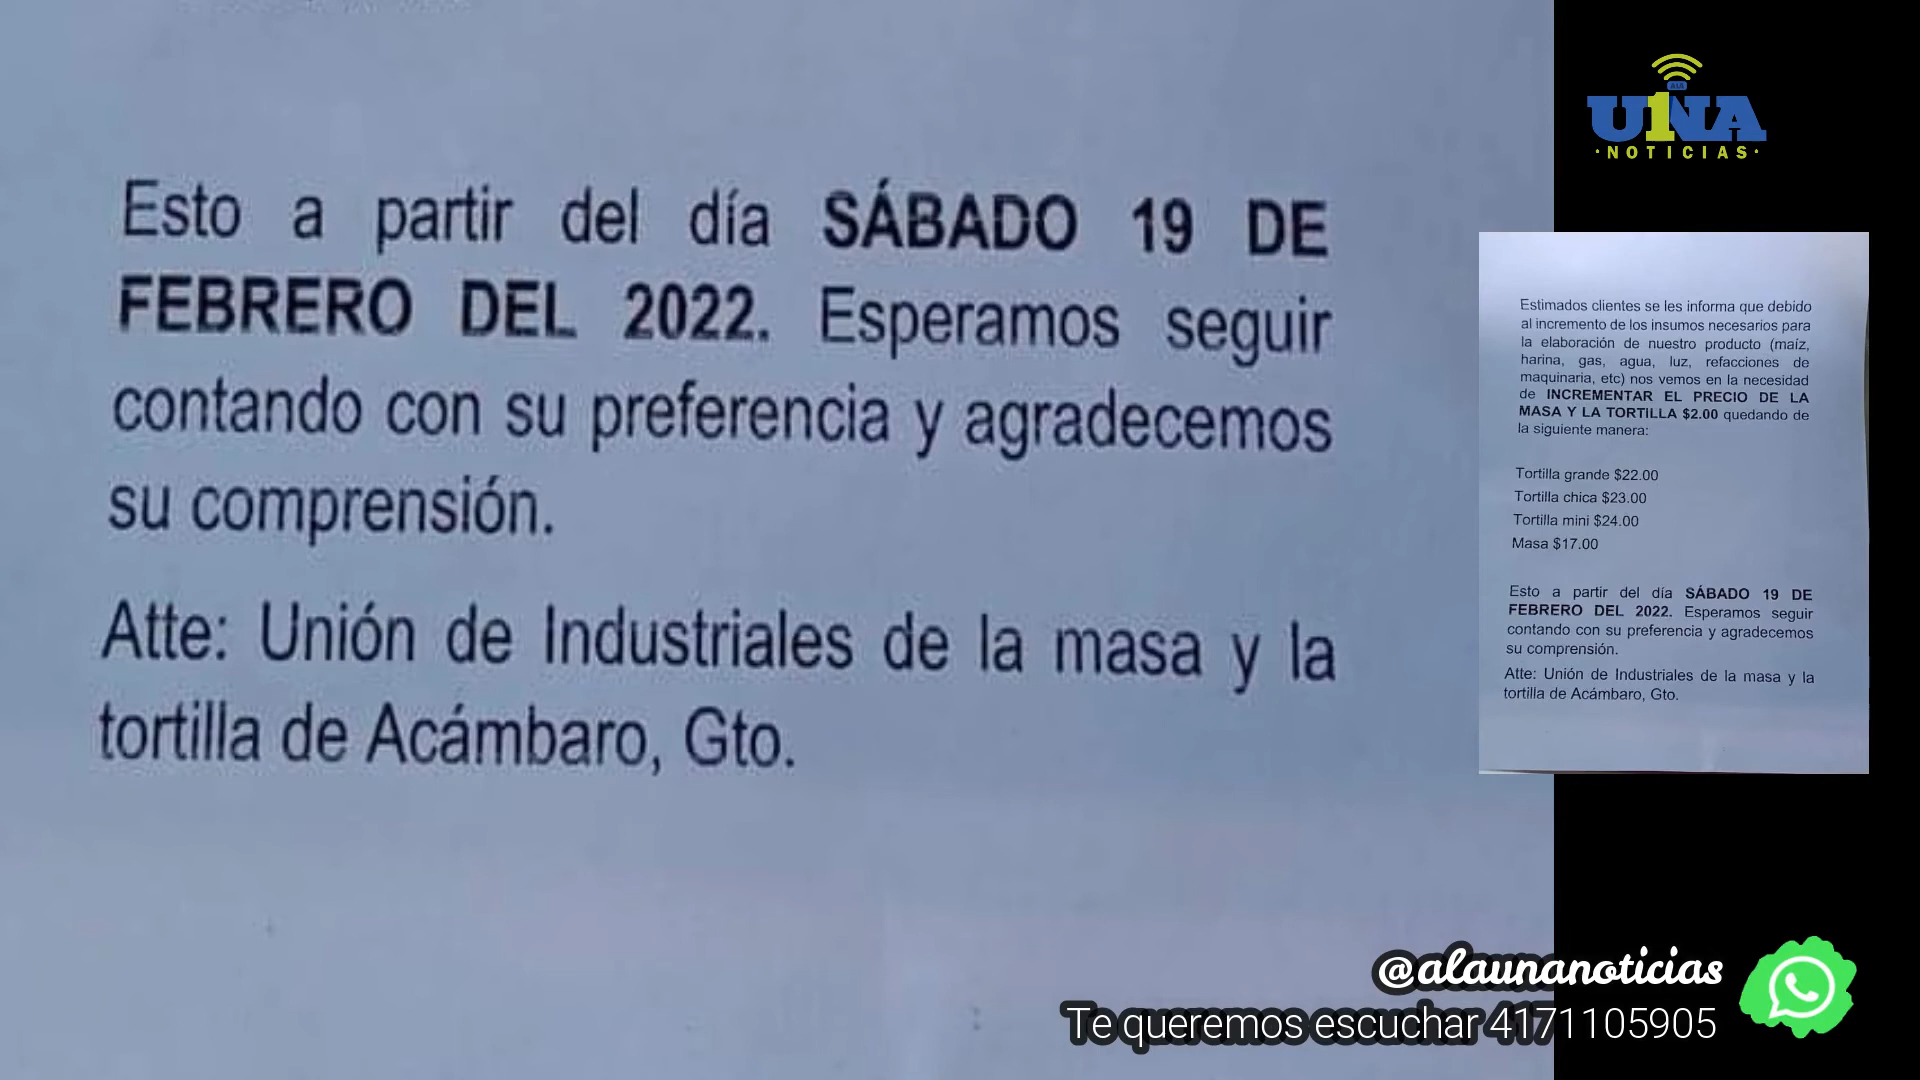 Esto a partir del día SÁBADO 19 DE
FEBRERO DEL 2022. Esperamos seguir
contando con su preferencia y agradecemos
su comprensión.
Atte: Unión de Industriales de la masa y la
tortilla de Acámbaro, Gto.
ALA
U1NA
·NOTICIAS·
Estimados clientes se les informa que debido
al incremento de los insumos necesarios para
la elaboración de nuestro producto (maíz,
harina, gas, agua, luz, refacciones de
maquinaria, etc) nos vemos en la necesidad
de INCREMENTAR EL PRECIO DE LA
MASA Y LA TORTILLA $2.00 quedando de
la siguiente manera:
Tortilla grande $22.00
Tortilla chica $23.00
Tortilla mini $24.00
Masa $17.00
Esto a partir del día SÁBADO 19 DE
FEBRERO DEL 2022. Esperamos seguir
contando con su preferencia y agradecemos
su comprensión.
Atte: Unión de Industriales de la masa y la
tortilla de Acámbaro, Gto.
@alaunanoticias
Te queremos escuchar 4171105905